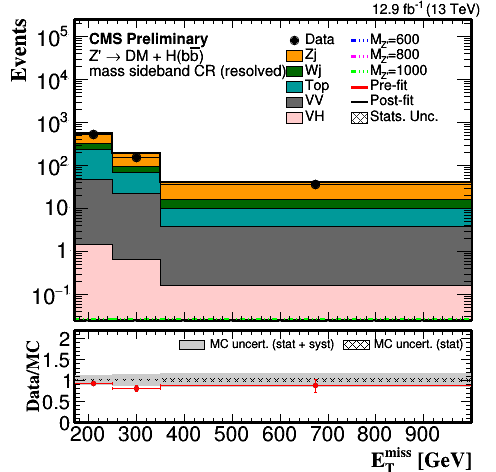 12.9 fb⁻¹ (13 TeV)
Events
10⁵
10⁴
10³
10²
10
1
10⁻¹
CMS Preliminary
Z' → DM + H(bb̅)
mass sideband CR (resolved)
Data
Zj
Wj
Top
VV
VH
M_Z'=600
M_Z'=800
M_Z'=1000
Pre-fit
Post-fit
Stats. Unc.
Data/MC
2
1.5
1
0.5
0
MC uncert. (stat + syst)
MC uncert. (stat)
200 300 400 500 600 700 800 900
E_T^miss [GeV]